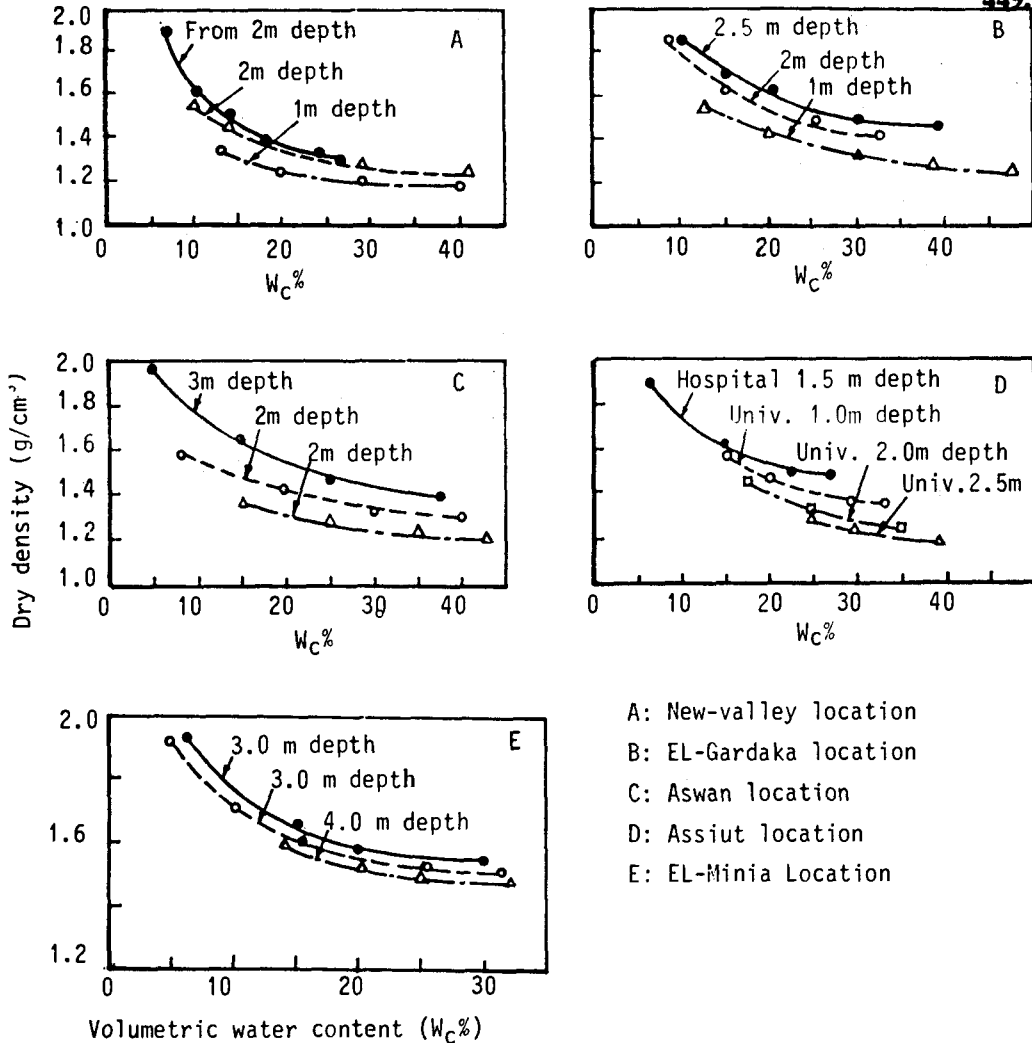 449
1.8
1.6
1.4
1.2
1.0
0
10
20
30
40
From 2m depth
2m depth
1m depth
A
W_c%
2.0
0
10
20
30
40
2.5 m depth
2m depth
1m depth
B
W_c%
Dry density (g/cm³)
2.0
1.8
1.6
1.4
1.2
1.0
0
10
20
30
40
3m depth
2m depth
2m depth
C
W_c%
0
10
20
30
40
Hospital 1.5 m depth
Univ. 1.0m depth
Univ. 2.0m depth
Univ.2.5m
D
W_c%
2.0
1.6
1.2
0
10
20
30
3.0 m depth
3.0 m depth
4.0 m depth
E
Volumetric water content (W_c%)
A: New-valley location
B: EL-Gardaka location
C: Aswan location
D: Assiut location
E: EL-Minia Location